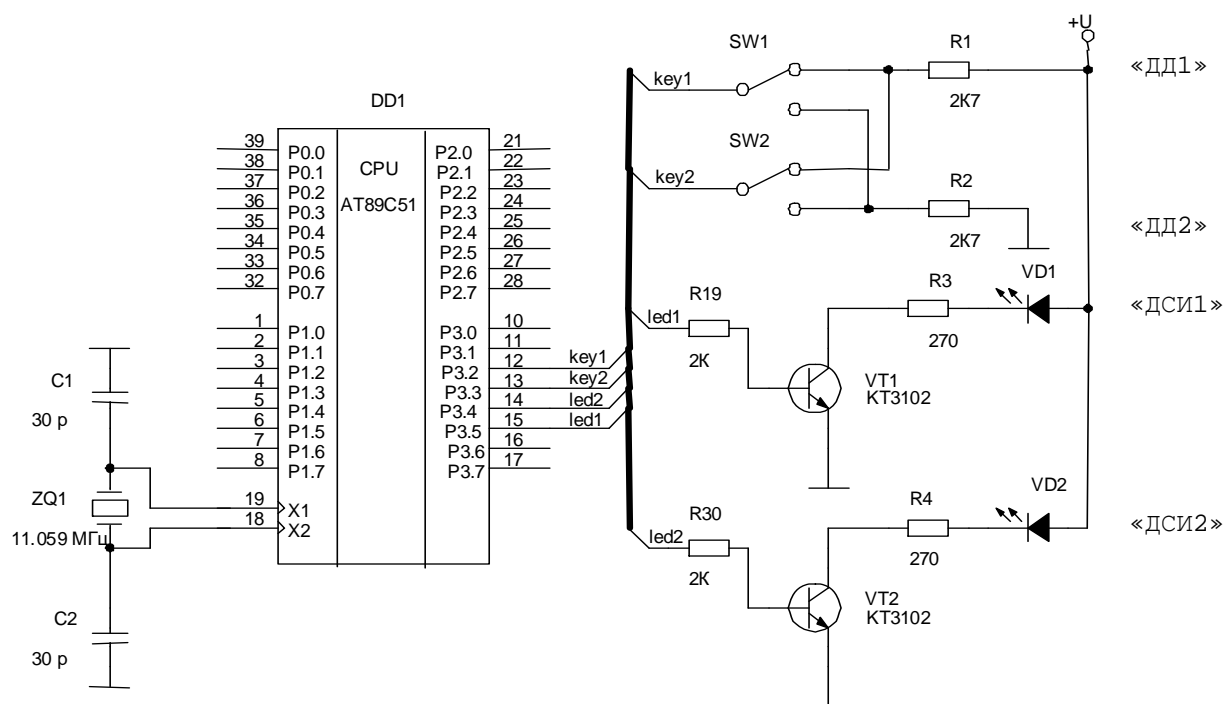 +U
SW1
R1
«ДД1»
key1
2К7
DD1
SW2
key2
R2
2К7
«ДД2»
CPU
AT89C51
39 P0.0
38 P0.1
37 P0.2
36 P0.3
35 P0.4
34 P0.5
33 P0.6
32 P0.7
1 P1.0
2 P1.1
3 P1.2
4 P1.3
5 P1.4
6 P1.5
7 P1.6
8 P1.7
19 X1
18 X2
P2.0 21
P2.1 22
P2.2 23
P2.3 24
P2.4 25
P2.5 26
P2.6 27
P2.7 28
P3.0 10
P3.1 11
P3.2 12 key1
P3.3 13 key2
P3.4 14 led2
P3.5 15 led1
P3.6 16
P3.7 17
C1
30 p
ZQ1
11.059 МГц
C2
30 p
led1
R19
2К
R3
270
VD1
«ДСИ1»
VT1
KT3102
led2
R30
2К
R4
270
VD2
«ДСИ2»
VT2
KT3102